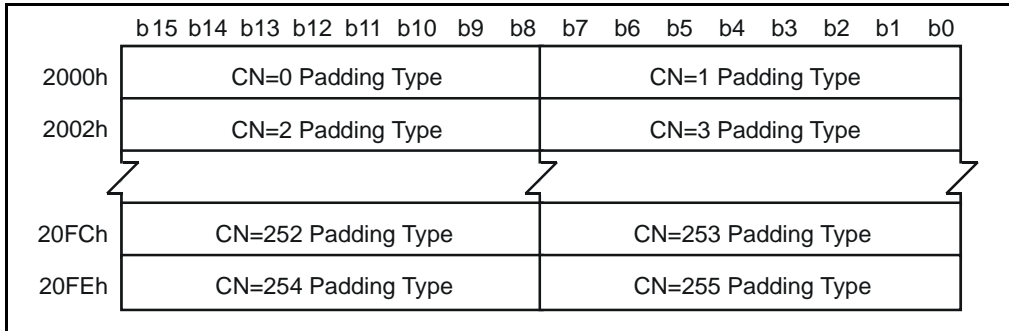 b15 b14 b13 b12 b11 b10 b9 b8 b7 b6 b5 b4 b3 b2 b1 b0
2000h CN=0 Padding Type CN=1 Padding Type
2002h CN=2 Padding Type CN=3 Padding Type
20FCh CN=252 Padding Type CN=253 Padding Type
20FEh CN=254 Padding Type CN=255 Padding Type